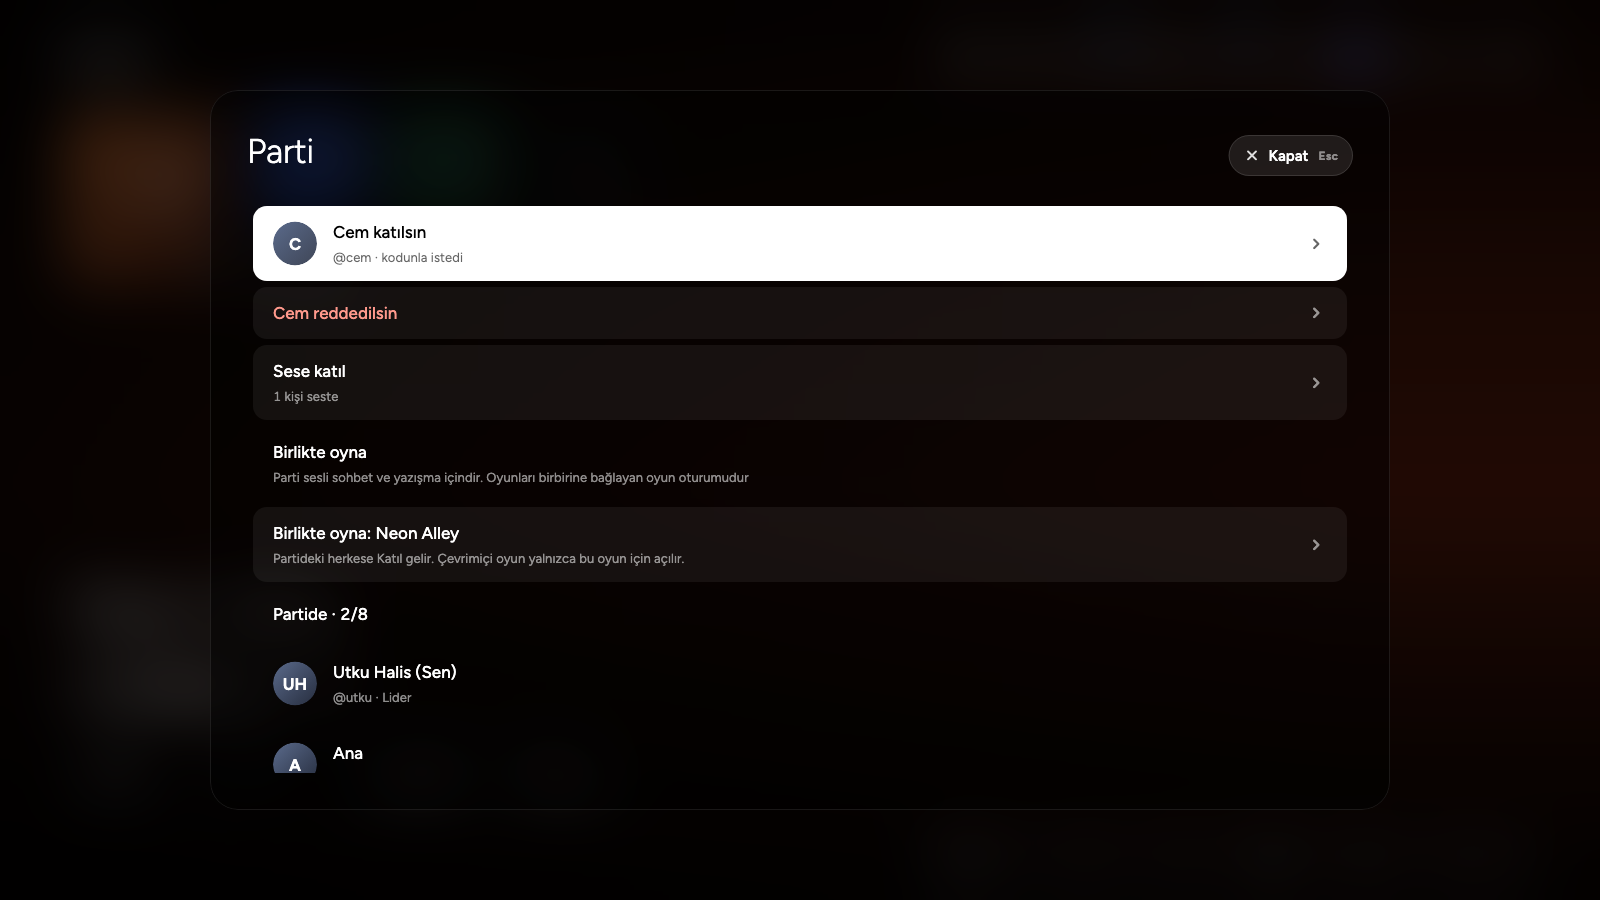 Parti
Kapat Esc
C
Cem katılsın
@cem · kodunla istedi
Cem reddedilsin
Sese katıl
1 kişi seste
Birlikte oyna
Parti sesli sohbet ve yazışma içindir. Oyunları birbirine bağlayan oyun oturumudur
Birlikte oyna: Neon Alley
Partideki herkese Katıl gelir. Çevrimiçi oyun yalnızca bu oyun için açılır.
Partide · 2/8
UH
Utku Halis (Sen)
@utku · Lider
A
Ana